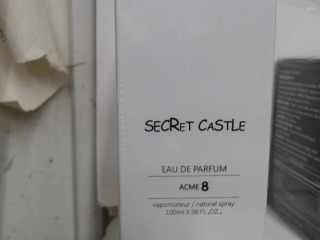 SECRET CASTLE
EAU DE PARFUM
ACME 8
vaporisateur / natural spray
100ml 3.38 FL.OZ.